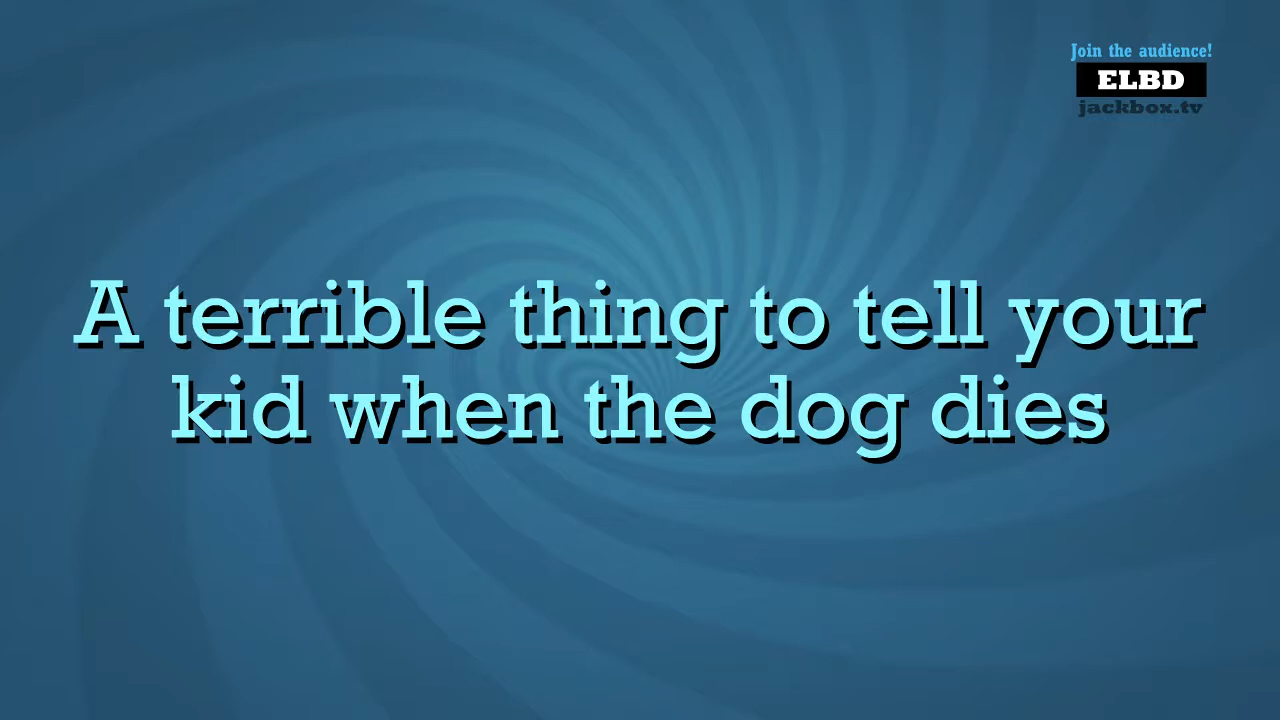 Join the audience!
ELBD
jackbox.tv
A terrible thing to tell your
kid when the dog dies